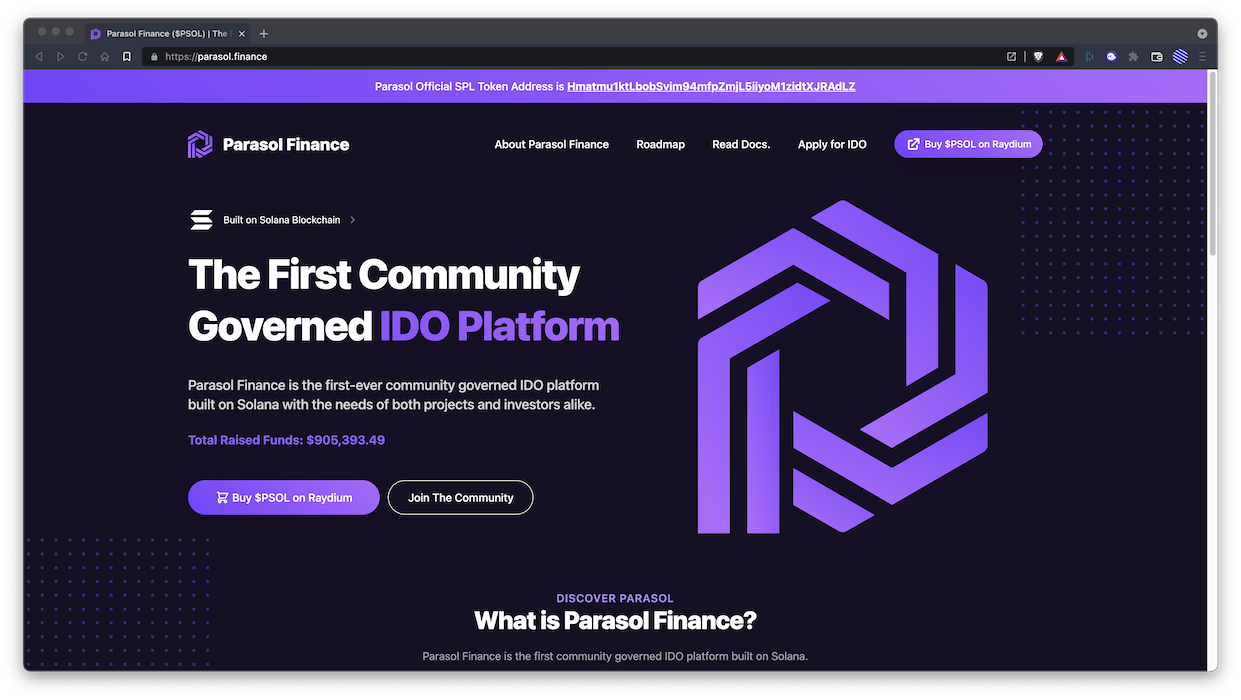 Parasol Finance ($PSOL) | The
https://parasol.finance
Parasol Official SPL Token Address is Hmatmu1ktLbobSvim94mfpZmjL5iiyoM1zidtXJRAdLZ
Parasol Finance
About Parasol Finance
Roadmap
Read Docs.
Apply for IDO
Buy $PSOL on Raydium
Built on Solana Blockchain
The First Community
Governed IDO Platform
Parasol Finance is the first-ever community governed IDO platform
built on Solana with the needs of both projects and investors alike.
Total Raised Funds: $905,393.49
Buy $PSOL on Raydium
Join The Community
DISCOVER PARASOL
What is Parasol Finance?
Parasol Finance is the first community governed IDO platform built on Solana.